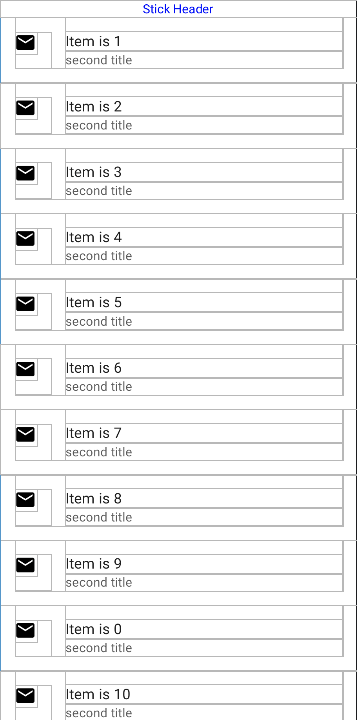 Stick Header
Item is 1
second title
Item is 2
second title
Item is 3
second title
Item is 4
second title
Item is 5
second title
Item is 6
second title
Item is 7
second title
Item is 8
second title
Item is 9
second title
Item is 0
second title
Item is 10
second title